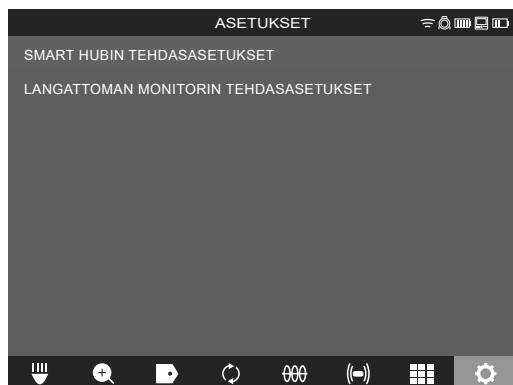 ASETUKSET
SMART HUBIN TEHDASASETUKSET
LANGATTOMAN MONITORIN TEHDASASETUKSET